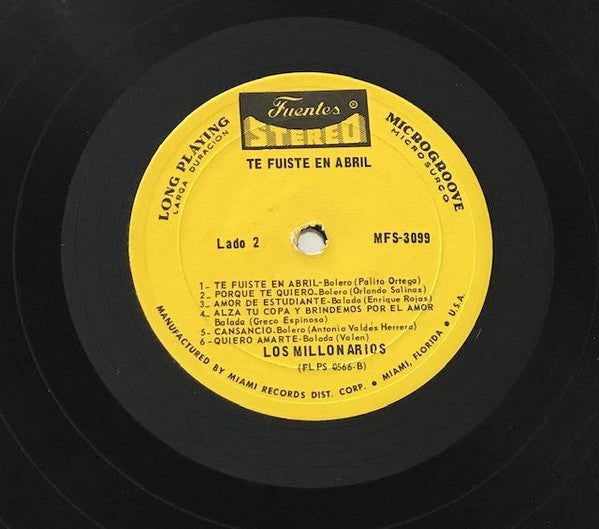 Fuentes ®
STEREO
TE FUISTE EN ABRIL
LONG PLAYING
LARGA DURACION
MICROGROOVE
MICRO SURCO
Lado 2
MFS-3099
1- TE FUISTE EN ABRIL-Bolero (Palito Ortega)
2- PORQUE TE QUIERO-Bolero (Orlando Salinas)
3- AMOR DE ESTUDIANTE-Balada (Enrique Rojas)
4- ALZA TU COPA Y BRINDEMOS POR EL AMOR
Balada (Greco Espinosa)
5- CANSANCIO-Bolero (Antonio Valdés Herrera)
6- QUIERO AMARTE-Balada (Valen)
LOS MILLONARIOS
(FLPS 0566-B)
MANUFACTURED BY MIAMI RECORDS DIST. CORP. • MIAMI, FLORIDA • U.S.A.